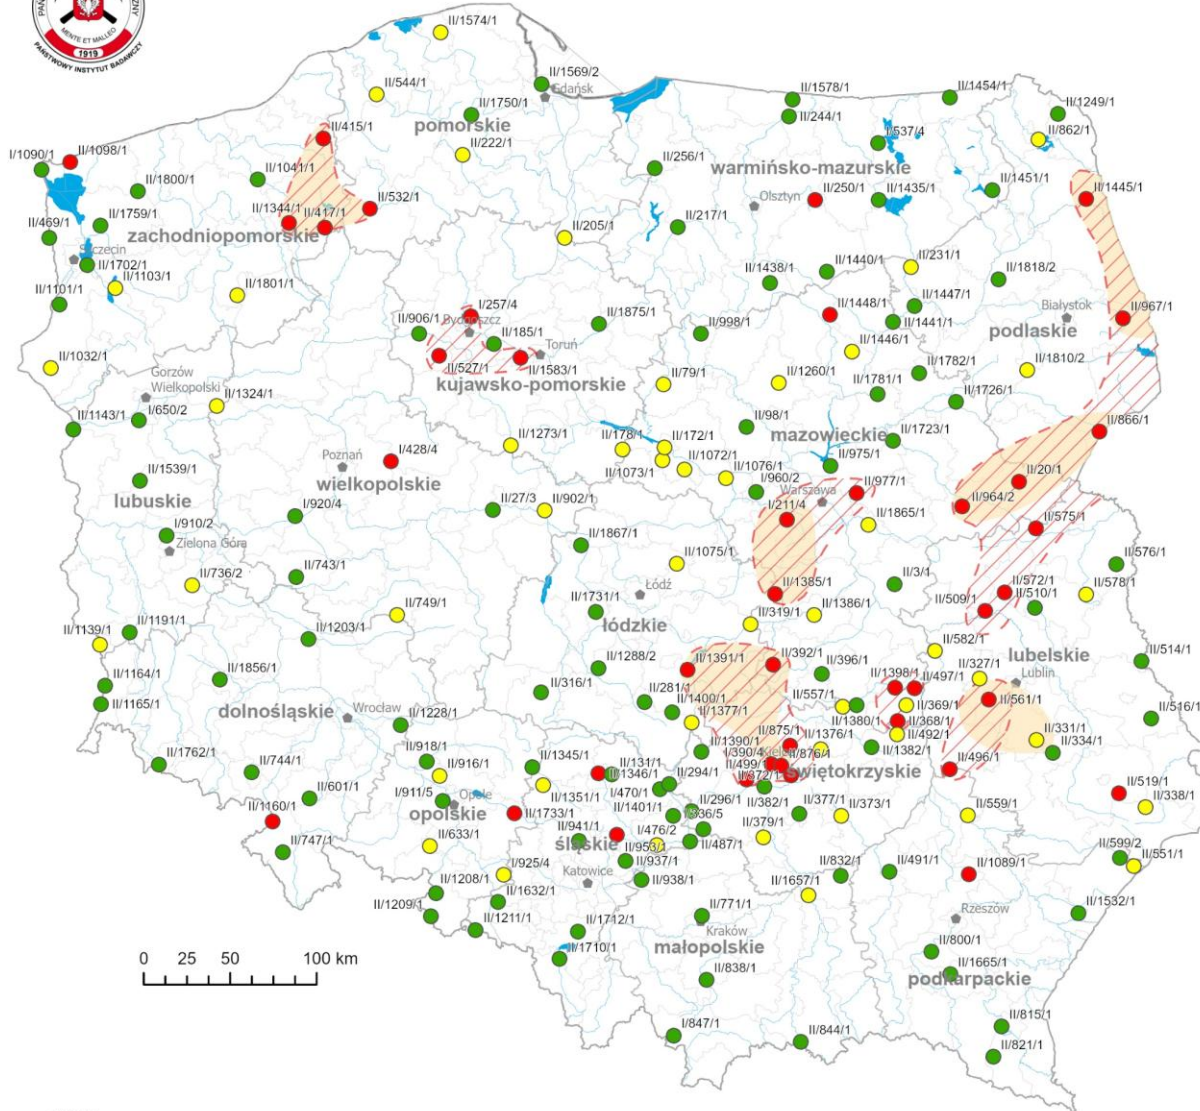 MENTE ET MALLEO
1919
PAŃSTWOWY INSTYTUT BADAWCZY
II/1574/1
II/544/1
II/1569/2
Gdańsk
II/1750/1
pomorskie
II/222/1
II/1578/1
II/244/1
II/1454/1
II/1249/1
II/862/1
I/537/4
II/256/1
warmińsko-mazurskie
II/415/1
I/1090/1
II/1098/1
II/1041/1
II/1800/1
II/532/1
II/1344/1
II/417/1
II/1759/1
II/469/1
zachodniopomorskie
Szczecin
II/1702/1
II/1103/1
II/1101/1
II/1801/1
II/205/1
II/217/1
Olsztyn
II/250/1
II/1435/1
II/1451/1
II/1445/1
II/1438/1
II/1440/1
II/231/1
II/1818/2
II/1448/1
II/1447/1
II/1441/1
Białystok
II/967/1
podlaskie
I/257/4
Bydgoszcz
II/906/1
II/185/1
II/1875/1
Toruń
II/527/1
II/1583/1
kujawsko-pomorskie
II/998/1
II/1446/1
II/1782/1
II/1810/2
II/1032/1
Gorzów
Wielkopolski
II/1324/1
I/650/2
II/1143/1
II/79/1
II/1260/1
II/1781/1
II/1726/1
II/98/1
mazowieckie
II/1723/1
II/866/1
II/1273/1
II/178/1
II/172/1
II/1073/1
II/1072/1
II/1076/1
II/975/1
II/1539/1
lubuskie
Poznań
I/428/4
wielkopolskie
I/960/2
Warszawa
II/977/1
II/20/1
II/964/2
I/920/4
II/27/3
II/902/1
I/211/4
II/1865/1
II/575/1
I/910/2
Zielona Góra
II/1867/1
II/1075/1
II/736/2
II/743/1
Łódź
II/1385/1
II/3/1
II/576/1
II/578/1
II/572/1
II/510/1
II/509/1
II/749/1
II/1731/1
łódzkie
II/319/1
II/1386/1
II/1139/1
II/1191/1
II/1203/1
II/582/1
lubelskie
Lublin
II/514/1
II/1164/1
II/1165/1
II/1856/1
dolnośląskie
Wrocław
II/1288/2
II/316/1
II/1391/1
II/392/1
II/396/1
II/281/1
II/1400/1
II/1377/1
II/557/1
II/1398/1
II/497/1
II/327/1
II/369/1
II/561/1
II/1380/1
II/368/1
II/492/1
II/516/1
II/331/1
II/334/1
II/1228/1
II/875/1
II/1376/1
II/1382/1
II/1390/1
I/390/4
II/876/1
II/499/1
II/372/1
świętokrzyskie
II/496/1
II/1762/1
II/744/1
II/601/1
II/918/1
II/916/1
II/1345/1
II/131/1
II/1346/1
II/294/1
I/470/1
II/1351/1
II/1401/1
II/296/1
II/382/1
II/377/1
II/373/1
II/519/1
II/338/1
II/559/1
II/1160/1
II/747/1
I/911/5
Opole
opolskie
II/633/1
II/1733/1
II/941/1
śląskie
I/476/2
II/953/1
II/487/1
II/379/1
I/925/4
Katowice
II/937/1
II/938/1
II/832/1
II/491/1
II/1089/1
II/599/2
II/551/1
II/1208/1
II/1209/1
II/1632/1
II/1211/1
II/1712/1
II/1710/1
II/771/1
Kraków
małopolskie
II/838/1
II/1657/1
Rzeszów
II/1532/1
II/800/1
II/1665/1
podkarpackie
0 25 50 100 km
I/847/1
II/844/1
II/815/1
II/821/1